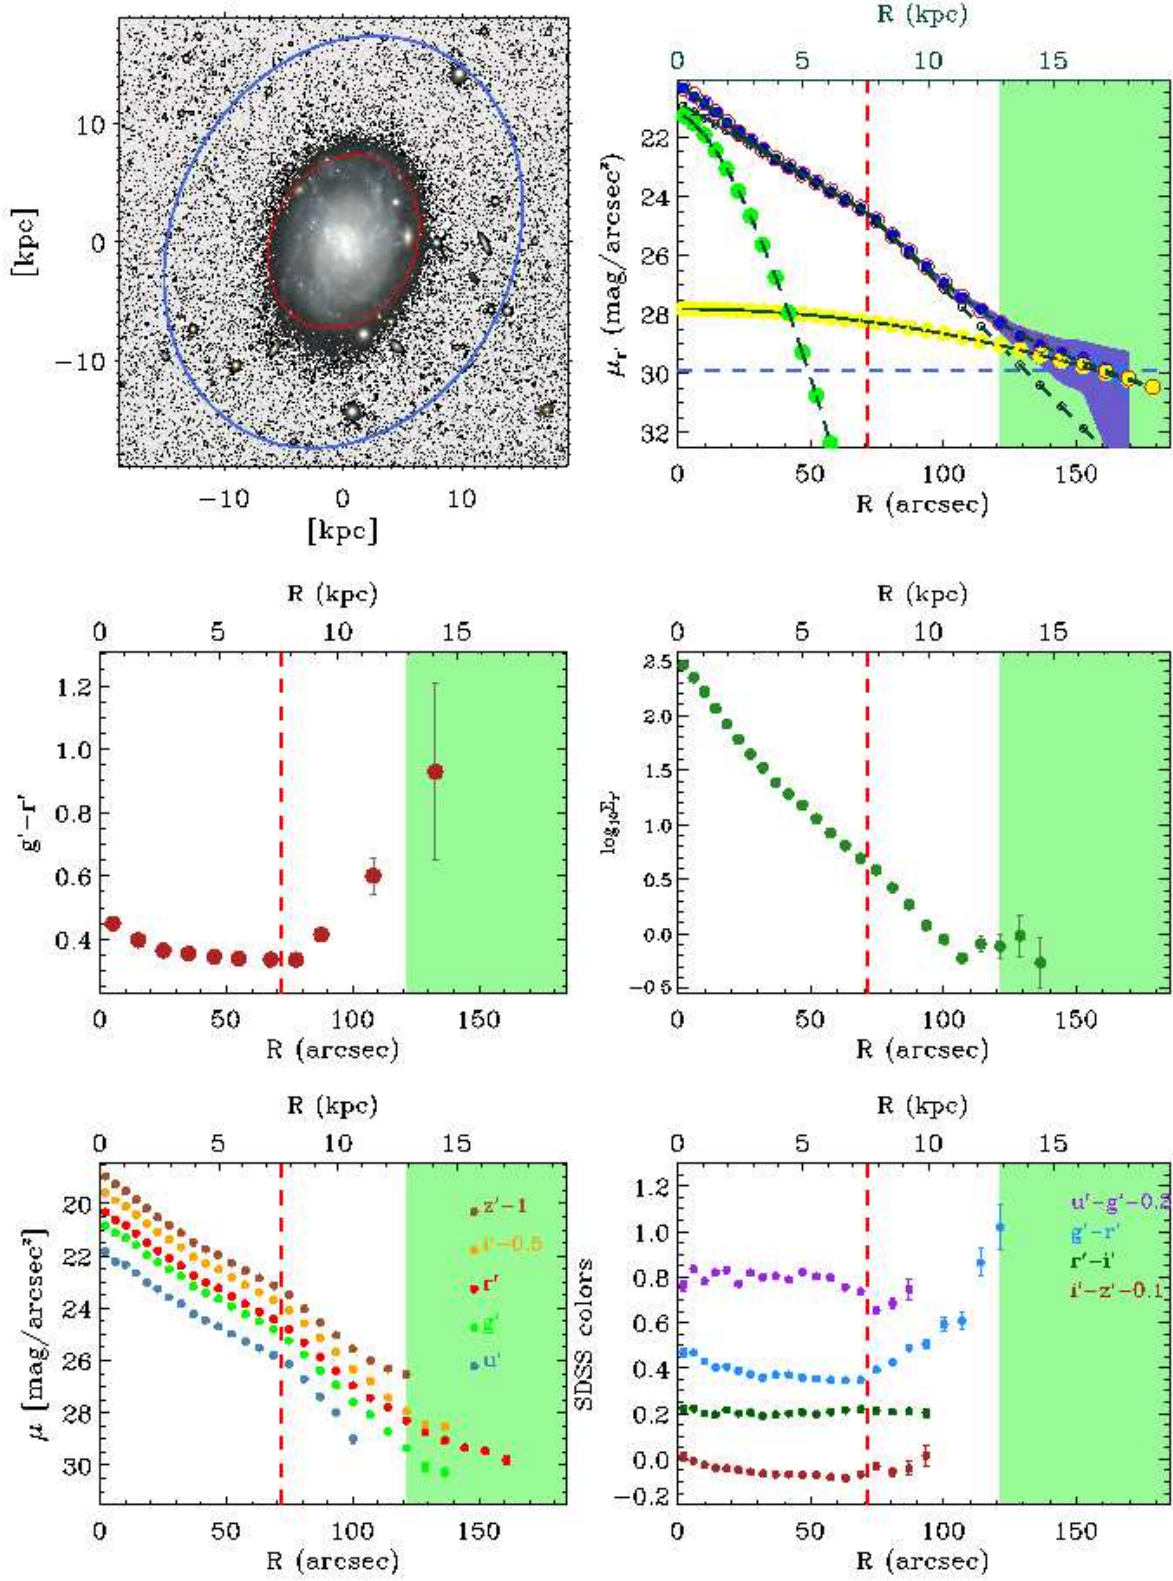 R (kpc)
0 5 10 15
10
0
−10
[kpc]
−10 0 10
[kpc]
22
24
26
28
30
32
μr' (mag/arcsec²)
0 50 100 150
R (arcsec)
R (kpc)
0 5 10 15
1.2
1.0
0.8
0.6
0.4
g'−r'
0 50 100 150
R (arcsec)
R (kpc)
0 5 10 15
2.5
2.0
1.5
1.0
0.5
0.0
−0.5
log₁₀Σr'
0 50 100 150
R (arcsec)
R (kpc)
0 5 10 15
20
22
24
26
28
30
μ [mag/arcsec²]
z'−1
i'−0.5
r'
g'
u'
0 50 100 150
R (arcsec)
R (kpc)
0 5 10 15
1.2
1.0
0.8
0.6
0.4
0.2
0.0
−0.2
SDSS colors
u'−g'−0.2
g'−r'
r'−i'
i'−z'−0.1
0 50 100 150
R (arcsec)